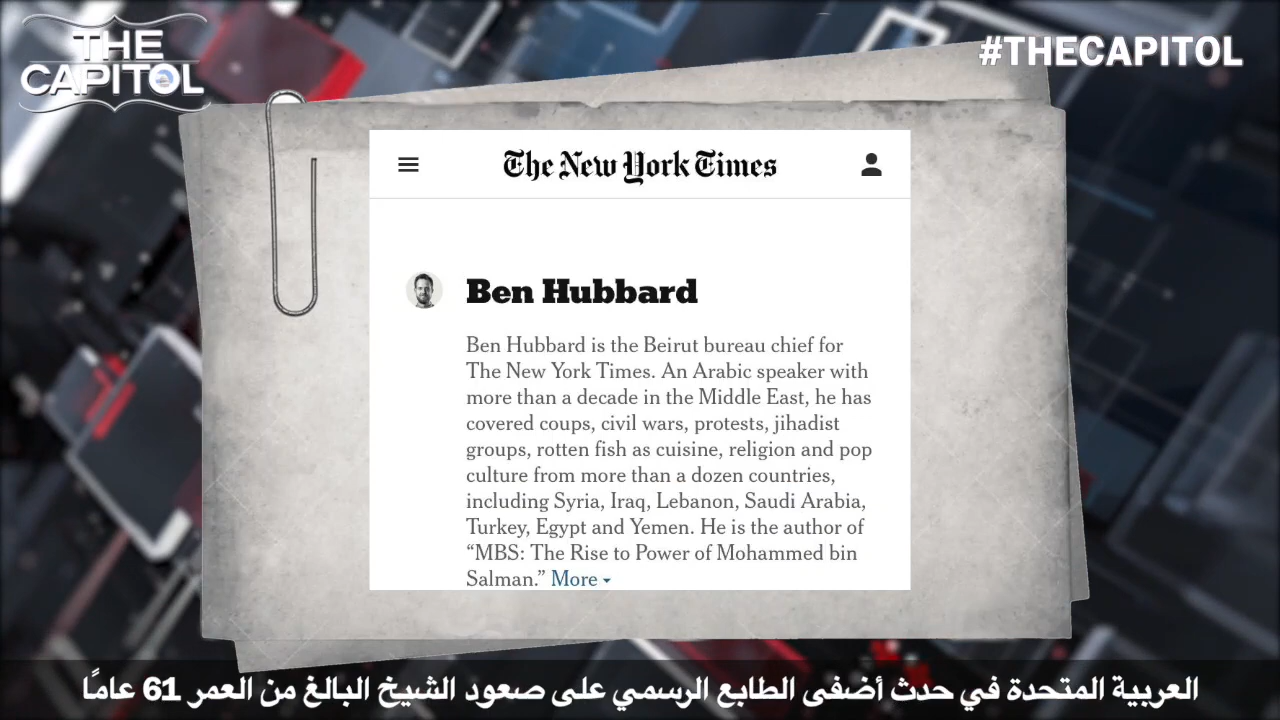 THE
CAPITOL
#THECAPITOL
The New York Times
Ben Hubbard
Ben Hubbard is the Beirut bureau chief for
The New York Times. An Arabic speaker with
more than a decade in the Middle East, he has
covered coups, civil wars, protests, jihadist
groups, rotten fish as cuisine, religion and pop
culture from more than a dozen countries,
including Syria, Iraq, Lebanon, Saudi Arabia,
Turkey, Egypt and Yemen. He is the author of
“MBS: The Rise to Power of Mohammed bin
Salman.” More
العربية المتحدة في حدث أضفى الطابع الرسمي على صعود الشيخ البالغ من العمر 61 عامًا